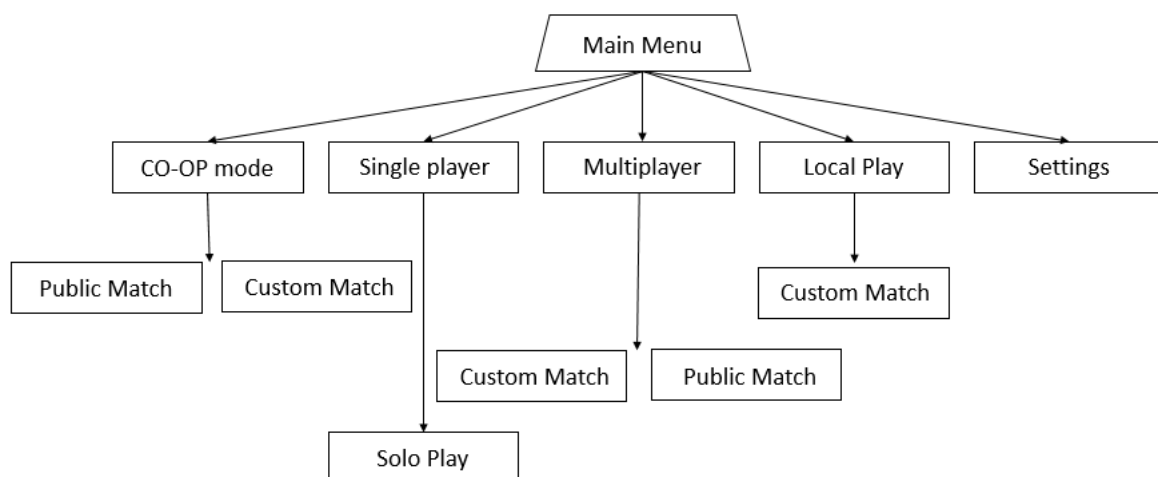 Main Menu
CO-OP mode
Single player
Multiplayer
Local Play
Settings
Public Match
Custom Match
Custom Match
Custom Match
Public Match
Solo Play